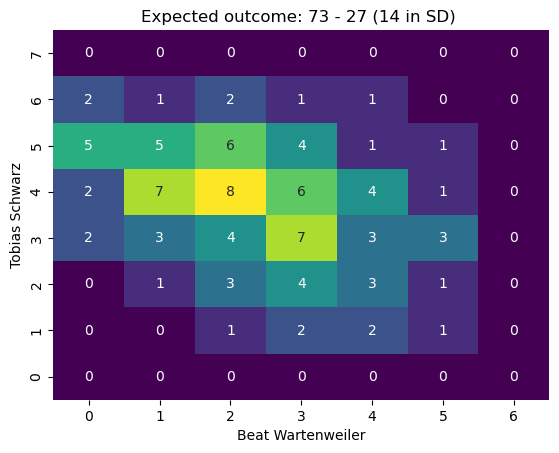 Expected outcome: 73 - 27 (14 in SD)
Tobias Schwarz
7 0 0 0 0 0 0 0
6 2 1 2 1 1 0 0
5 5 5 6 4 1 1 0
4 2 7 8 6 4 1 0
3 2 3 4 7 3 3 0
2 0 1 3 4 3 1 0
1 0 0 1 2 2 1 0
0 0 0 0 0 0 0 0
0 1 2 3 4 5 6
Beat Wartenweiler